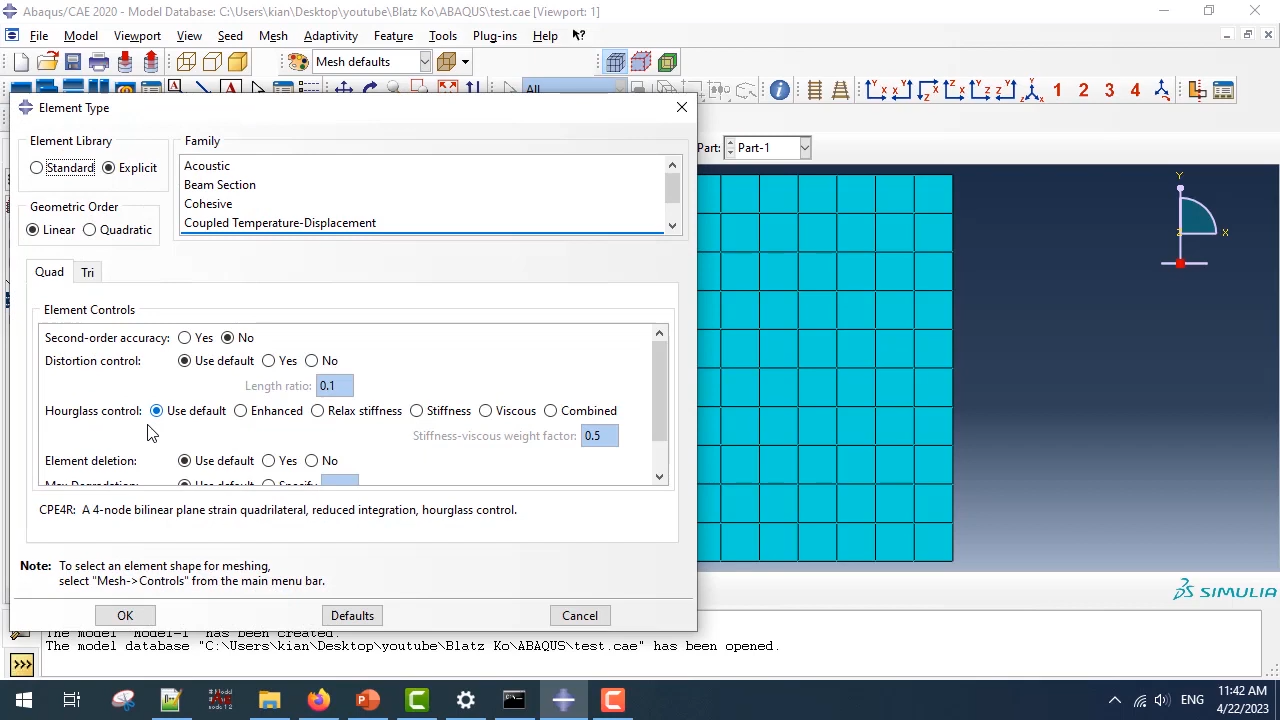 Abaqus/CAE 2020 - Model Database: C:\Users\kian\Desktop\youtube\Blatz Ko\ABAQUS\test.cae [Viewport: 1]
File Model Viewport View Seed Mesh Adaptivity Feature Tools Plug-ins Help
Mesh defaults
All
1 2 3 4
Element Type
Part: Part-1
Element Library
Standard Explicit
Family
Acoustic
Beam Section
Cohesive
Coupled Temperature-Displacement
Geometric Order
Linear Quadratic
Quad Tri
Element Controls
Second-order accuracy: Yes No
Distortion control: Use default Yes No
Length ratio: 0.1
Hourglass control: Use default Enhanced Relax stiffness Stiffness Viscous Combined
Stiffness-viscous weight factor: 0.5
Element deletion: Use default Yes No
Max Degradation: Use default Specify
CPE4R: A 4-node bilinear plane strain quadrilateral, reduced integration, hourglass control.
Note: To select an element shape for meshing,
select "Mesh->Controls" from the main menu bar.
OK Defaults Cancel
Y
Z X
SIMULIA
The model "Model-1" has been created.
The model database "C:\Users\kian\Desktop\youtube\Blatz Ko\ABAQUS\test.cae" has been opened.
>>>
ENG
11:42 AM
4/22/2023